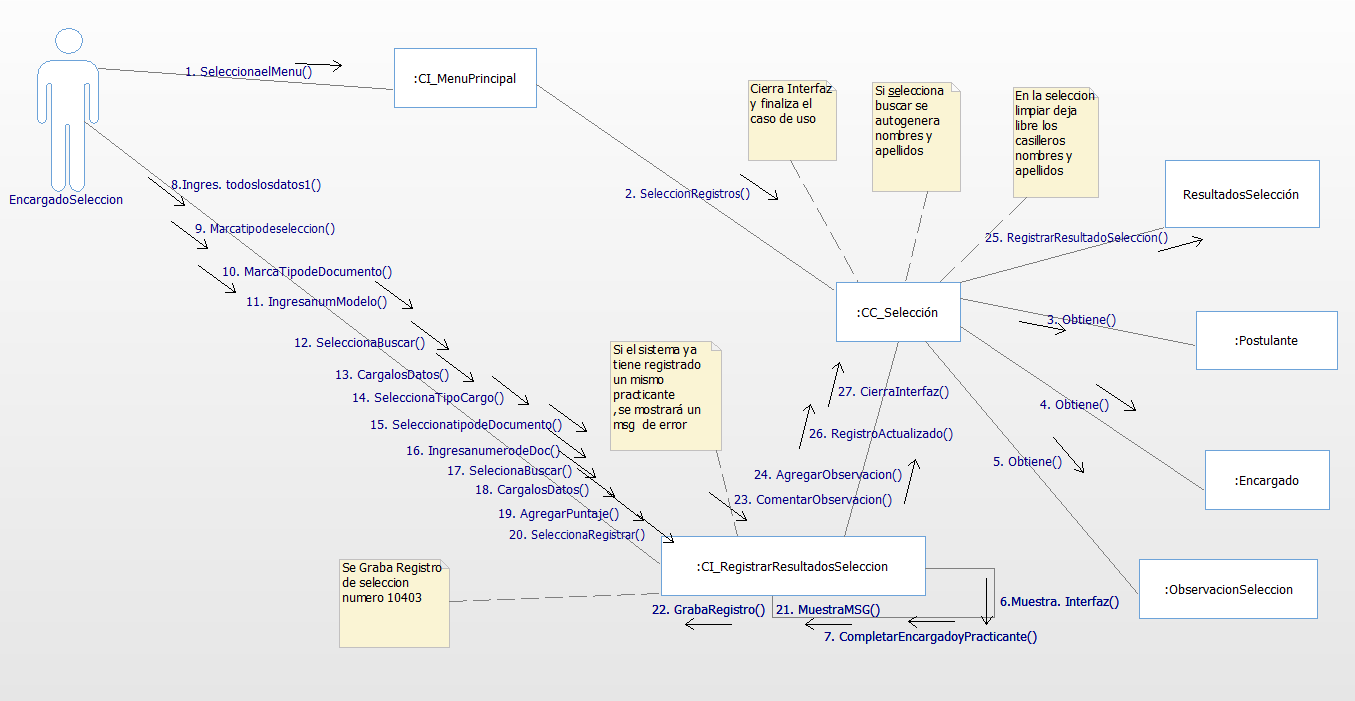 1. SeleccionaelMenu()
:CI_MenuPrincipal
EncargadoSeleccion
Cierra Interfaz
y finaliza el
caso de uso
Si selecciona
buscar se
autogenera
nombres y
apellidos
En la seleccion
limpiar deja
libre los
casilleros
nombres y
apellidos
2. SeleccionRegistros()
ResultadosSelección
25. RegistrarResultadoSeleccion()
8.Ingres. todoslosdatos1()
9. Marcatipodeseleccion()
10. MarcaTipodeDocumento()
11. IngresanumModelo()
12. SeleccionaBuscar()
13. CargalosDatos()
14. SeleccionaTipoCargo()
15. SeleccionatipodeDocumento()
16. IngresanumerodeDoc()
17. SelecionaBuscar()
18. CargalosDatos()
19. AgregarPuntaje()
20. SeleccionaRegistrar()
:CC_Selección
3. Obtiene()
:Postulante
4. Obtiene()
:Encargado
5. Obtiene()
:ObservacionSeleccion
Si el sistema ya
tiene registrado
un mismo
practicante
,se mostrará un
msg de error
27. CierraInterfaz()
26. RegistroActualizado()
24. AgregarObservacion()
23. ComentarObservacion()
:CI_RegistrarResultadosSeleccion
Se Graba Registro
de seleccion
numero 10403
22. GrabaRegistro()
21. MuestraMSG()
6.Muestra. Interfaz()
7. CompletarEncargadoyPracticante()